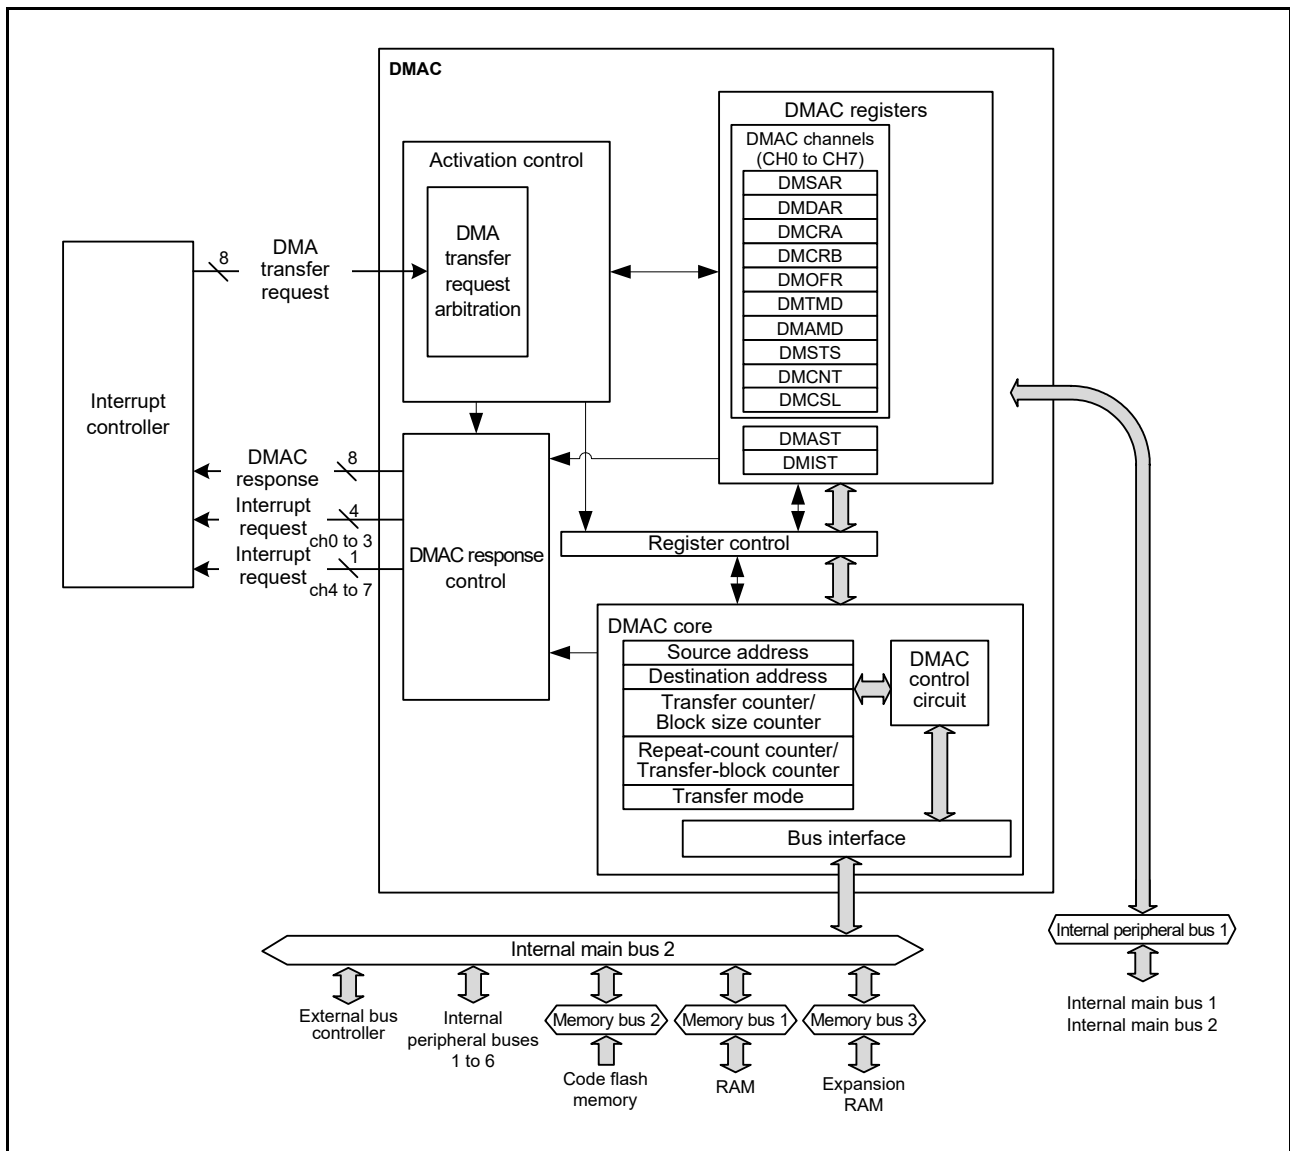 DMAC
DMAC registers
DMAC channels
(CH0 to CH7)
DMSAR
DMDAR
DMCRA
DMCRB
DMOFR
DMTMD
DMAMD
DMSTS
DMCNT
DMCSL
DMAST
DMIST
Activation control
DMA
transfer
request
arbitration
8
DMA
transfer
request
Interrupt
controller
DMAC
response
8
Interrupt
request
4
ch0 to 3
Interrupt
request
1
ch4 to 7
DMAC response
control
Register control
DMAC core
Source address
Destination address
Transfer counter/
Block size counter
Repeat-count counter/
Transfer-block counter
Transfer mode
DMAC
control
circuit
Bus interface
Internal main bus 2
Internal peripheral bus 1
Internal main bus 1
Internal main bus 2
External bus
controller
Internal
peripheral buses
1 to 6
Memory bus 2
Memory bus 1
Memory bus 3
Code flash
memory
RAM
Expansion
RAM